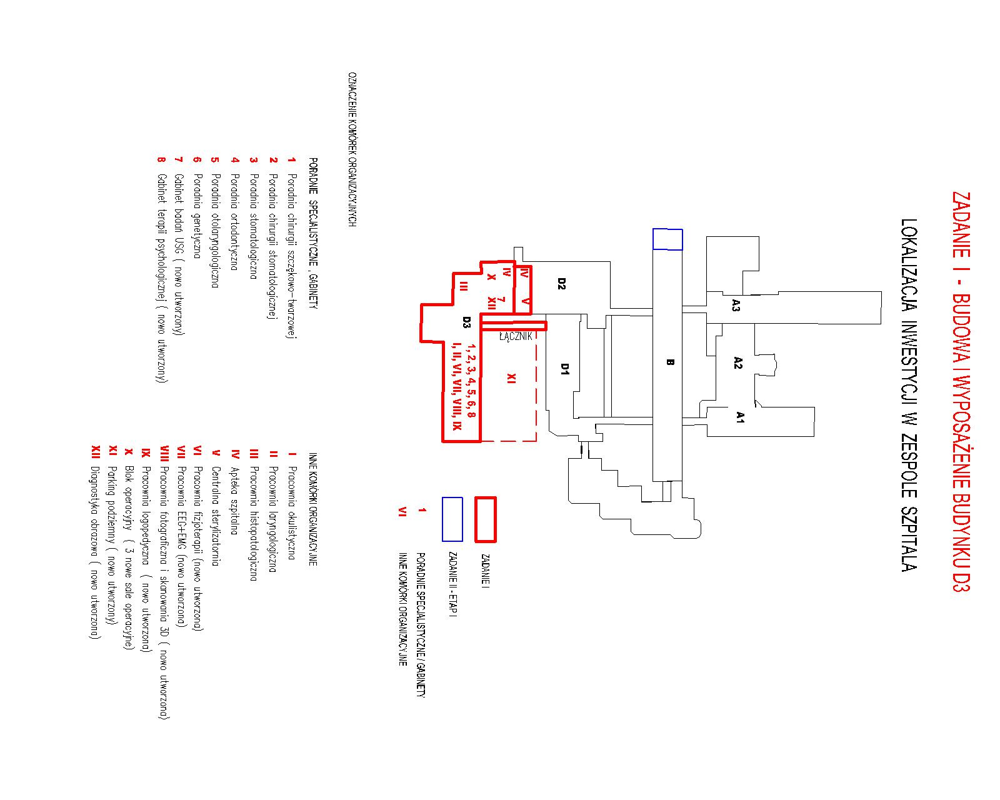 ZADANIE I - BUDOWA I WYPOSAŻENIE BUDYNKU D3
LOKALIZACJA INWESTYCJI W ZESPOLE SZPITALA
A3
A2
A1
B
D2
D1
IV
V
IV
X
7
XII
III
D3
ŁĄCZNIK
XI
1, 2, 3, 4, 5, 6, 8
I, II, VI, VII, VIII, IX
ZADANIE I
ZADANIE II - ETAP I
1 PORADNIE SPECJALISTYCZNE / GABINETY
VI INNE KOMÓRKI ORGANIZACYJNE
OZNACZENIE KOMÓREK ORGANIZACYJNYCH
PORADNIE SPECJALISTYCZNE , GABINETY
1 Poradnia chirurgii szczękowo-twarzowej
2 Poradnia chirurgii stomatologicznej
3 Poradnia stomatologiczna
4 Poradnia ortodontyczna
5 Poradnia otolaryngologiczna
6 Poradnia genetyczna
7 Gabinet badań USG ( nowo utworzony)
8 Gabinet terapii psychologicznej ( nowo utworzony)
INNE KOMÓRKI ORGANIZACYJNE
I Pracownia okulistyczna
II Pracownia laryngologiczna
III Pracownia histopatologiczna
IV Apteka szpitalna
V Centralna sterylizatornia
VI Pracownia fizjoterapii (nowo utworzona)
VII Pracownia EEG+EMG (nowo utworzona)
VIII Pracownia fotograficzna i skanowania 3D ( nowo utworzona)
IX Pracownia logopedyczna ( nowo utworzona)
X Blok operacyjny ( 3 nowe sale operacyjne)
XI Parking podziemny ( nowo utworzony)
XII Diagnostyka obrazowa ( nowo utworzona)